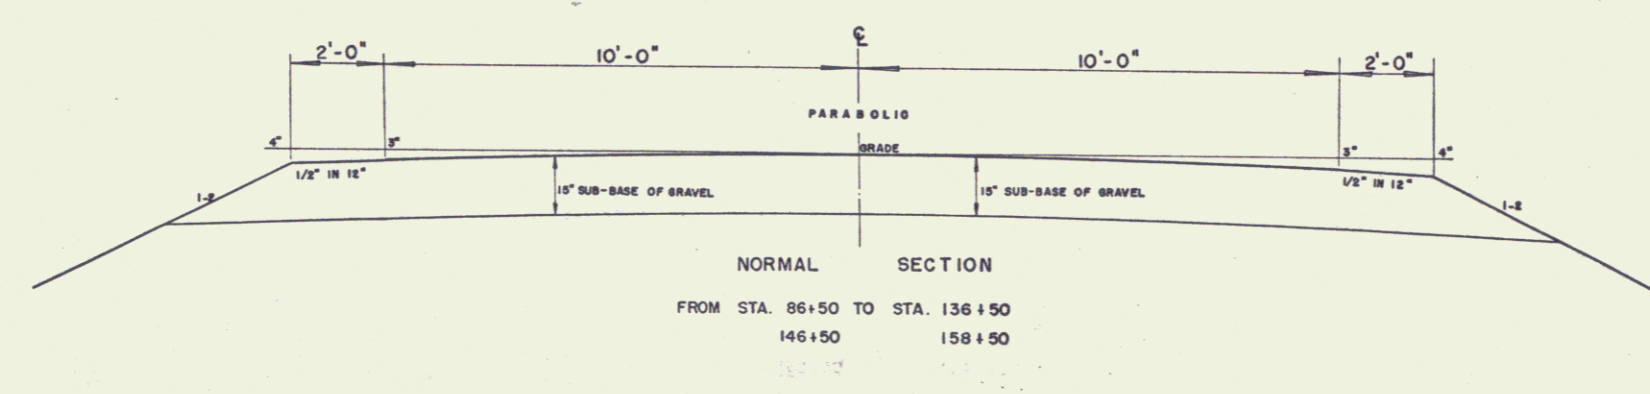 ℄
2'-0" 10'-0" 10'-0" 2'-0"
PARABOLIC
4" 3" GRADE 3" 4"
1/2" IN 12" 1/2" IN 12"
1-2 15" SUB-BASE OF GRAVEL 15" SUB-BASE OF GRAVEL 1-2
NORMAL SECTION
FROM STA. 86+50 TO STA. 136+50
146+50 158+50